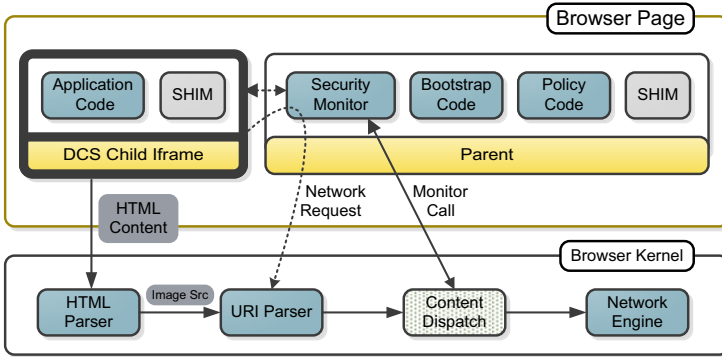 Browser Page
Application
Code
SHIM
Security
Monitor
Bootstrap
Code
Policy
Code
SHIM
DCS Child Iframe
Parent
HTML
Content
Network
Request
Monitor
Call
Browser Kernel
HTML
Parser
Image Src
URI Parser
Content
Dispatch
Network
Engine